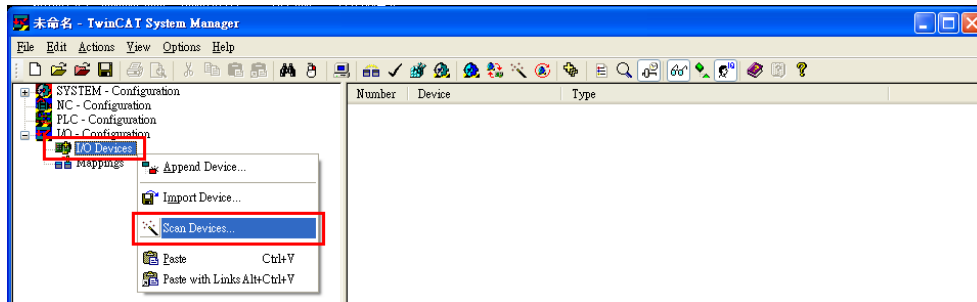 未命名 - TwinCAT System Manager
File Edit Actions View Options Help
SYSTEM - Configuration
NC - Configuration
PLC - Configuration
I/O - Configuration
I/O Devices
Mappings
Number Device Type
Append Device...
Import Device...
Scan Devices...
Paste Ctrl+V
Paste with Links Alt+Ctrl+V